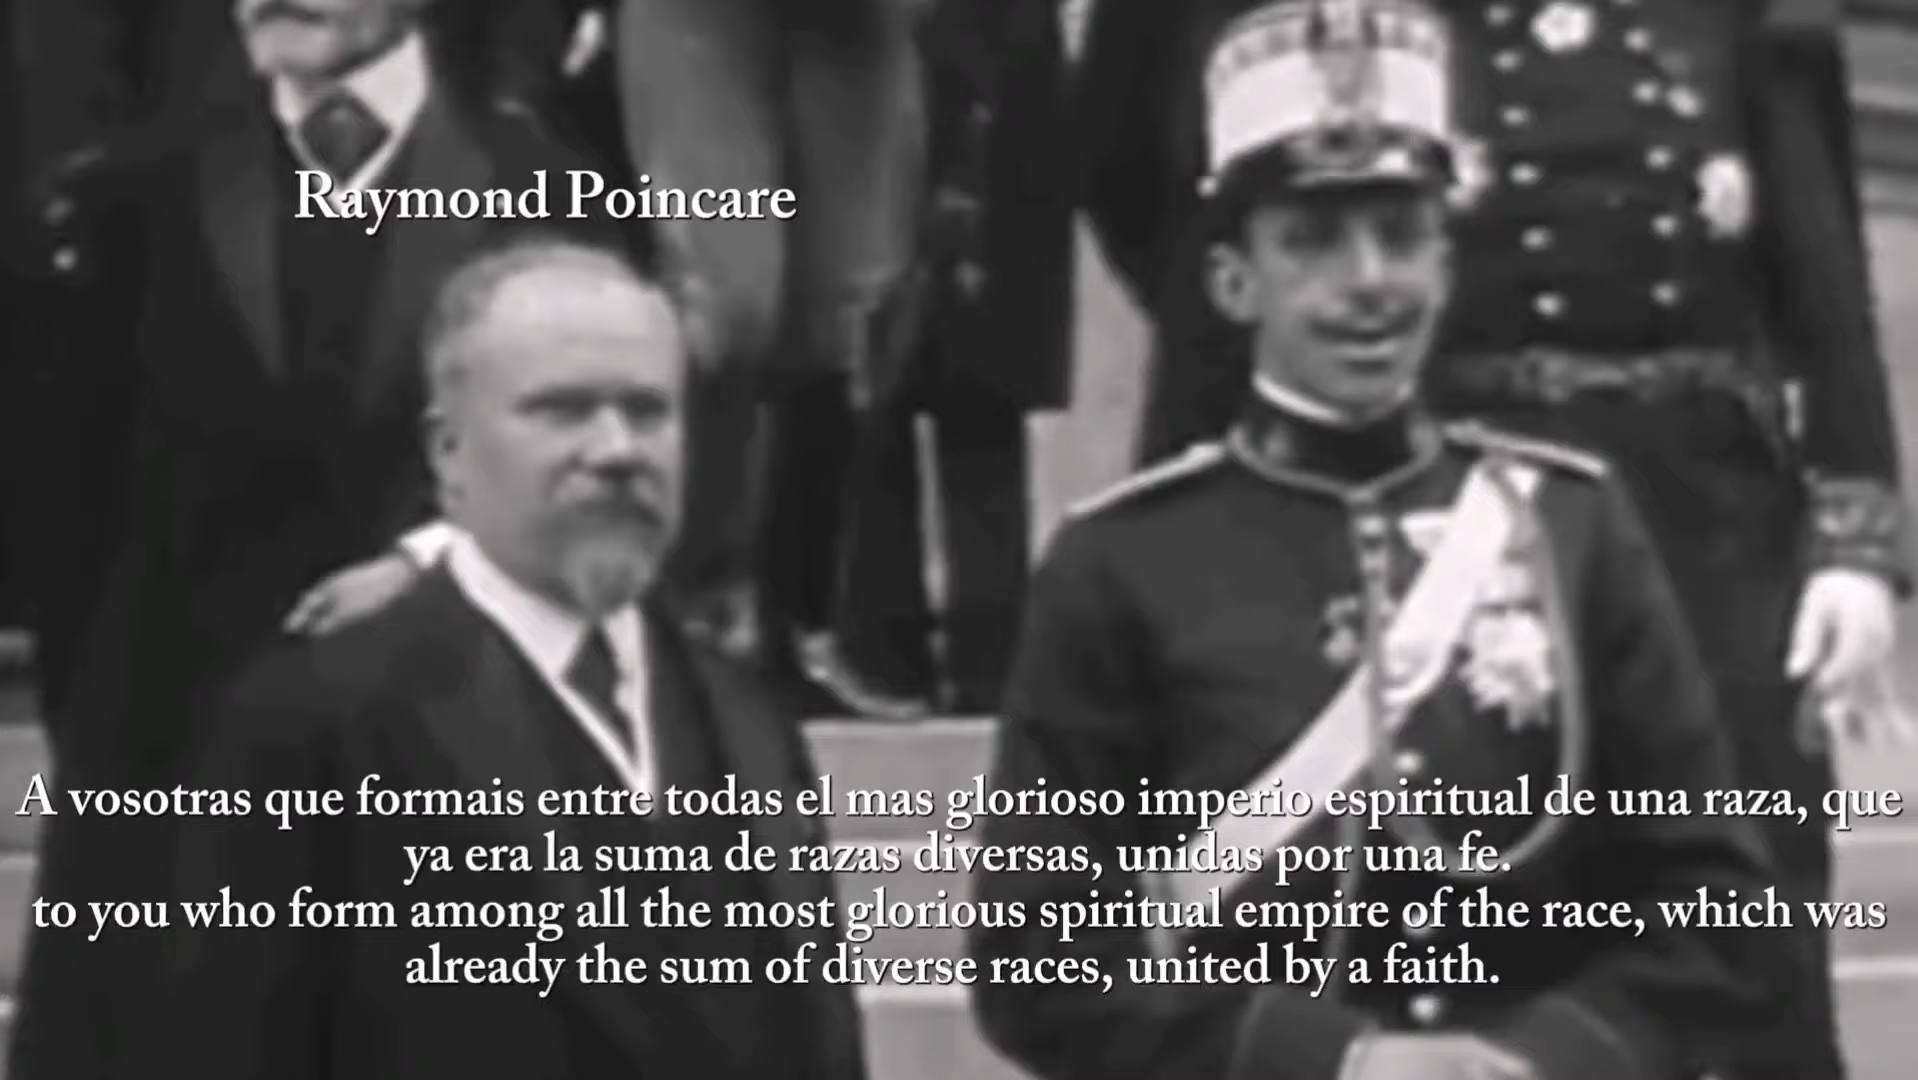 Raymond Poincare
A vosotras que formais entre todas el mas glorioso imperio espiritual de una raza, que
ya era la suma de razas diversas, unidas por una fe.
to you who form among all the most glorious spiritual empire of the race, which was
already the sum of diverse races, united by a faith.